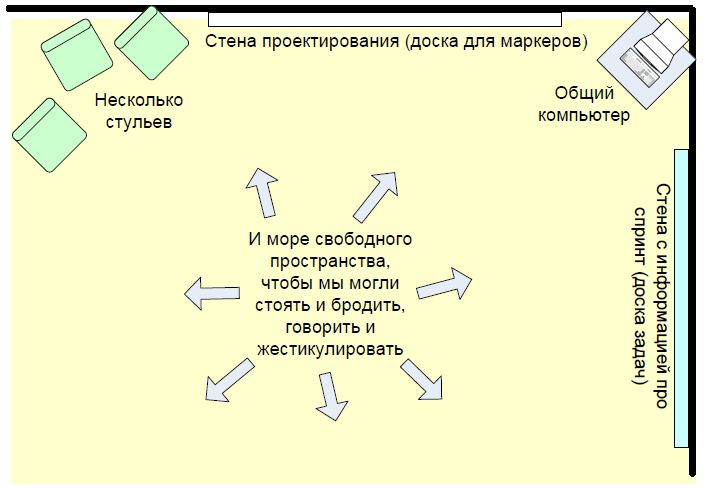 Стена проектирования (доска для маркеров)
Несколько
стульев
Общий
компьютер
И море свободного
пространства,
чтобы мы могли
стоять и бродить,
говорить и
жестикулировать
Стена с информацией про
спринт (доска задач)